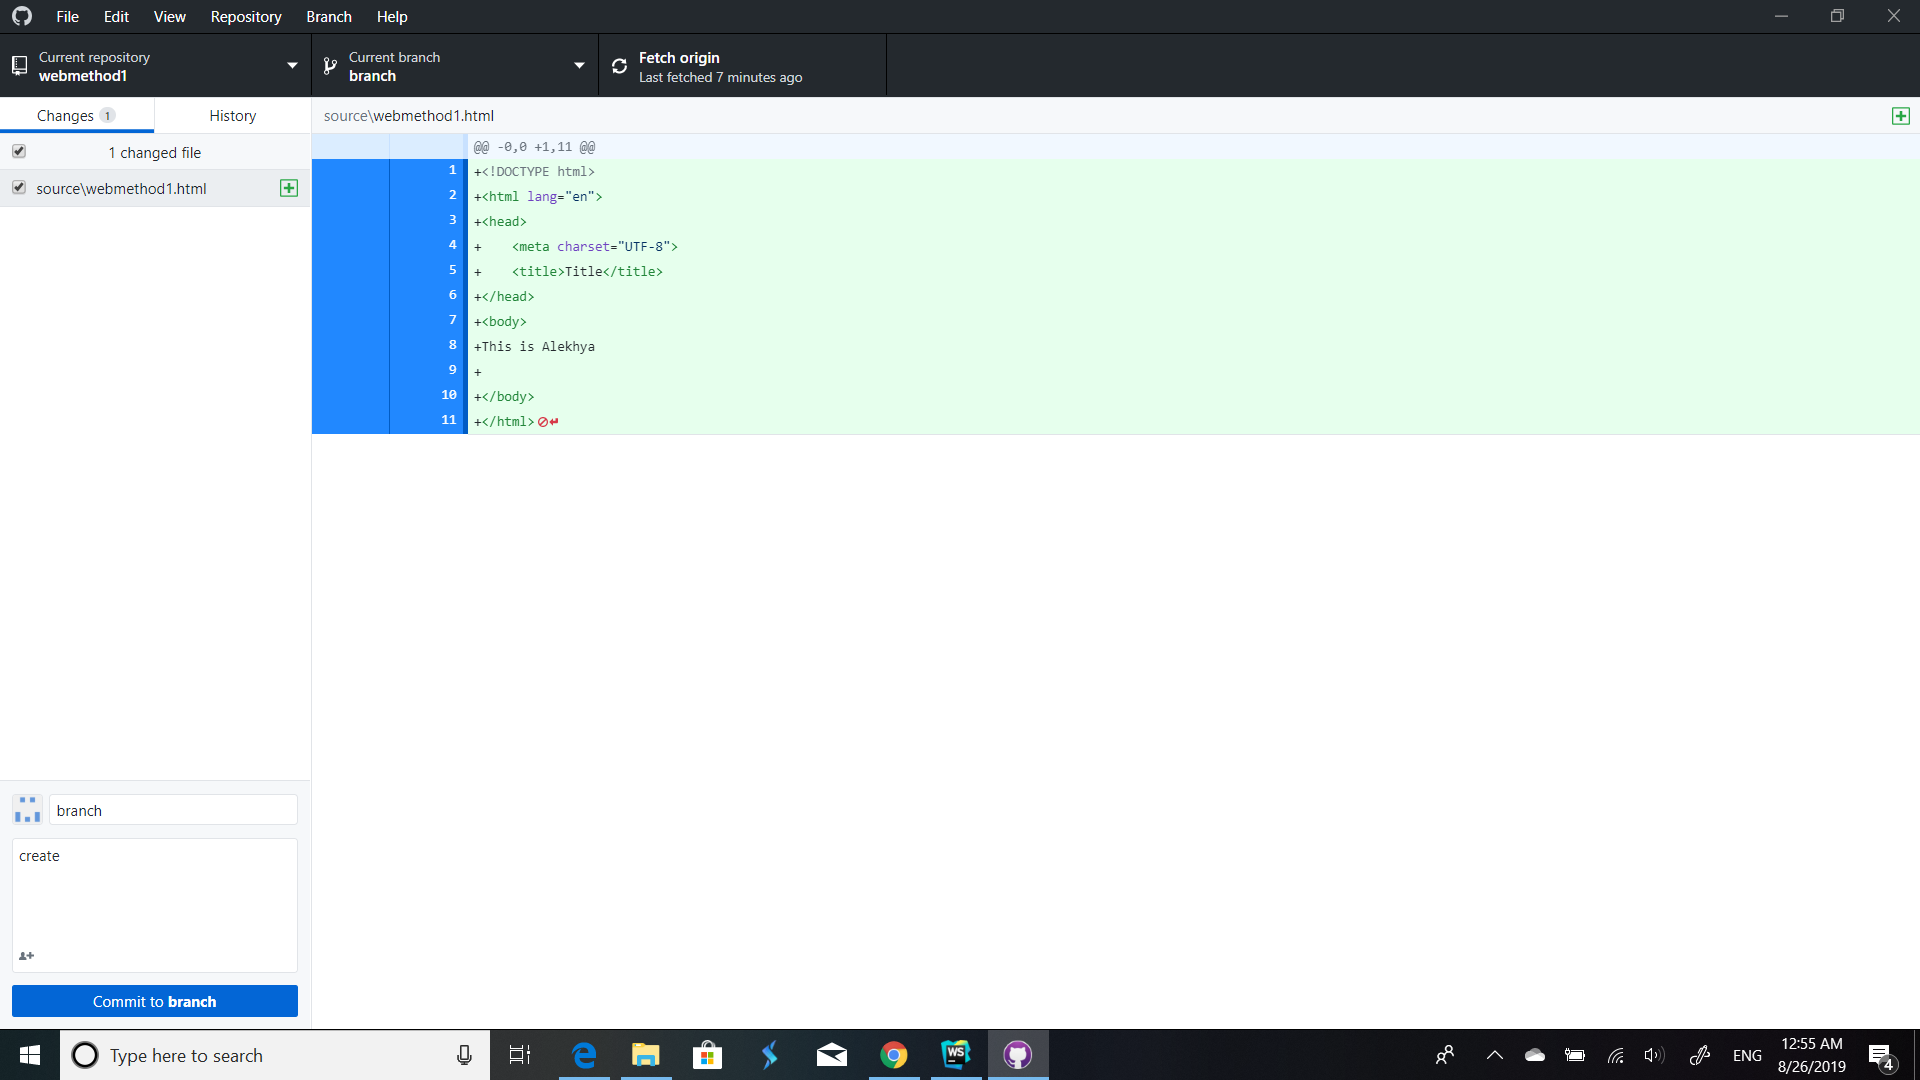 File Edit View Repository Branch Help
Current repository
webmethod1
Current branch
branch
Fetch origin
Last fetched 7 minutes ago
Changes 1
History
source\webmethod1.html
1 changed file
source\webmethod1.html
@@ -0,0 +1,11 @@
1 +<!DOCTYPE html>
2 +<html lang="en">
3 +<head>
4 +    <meta charset="UTF-8">
5 +    <title>Title</title>
6 +</head>
7 +<body>
8 +This is Alekhya
9 +
10 +</body>
11 +</html>
branch
create
Commit to branch
Type here to search
WS
ENG
12:55 AM
8/26/2019
4